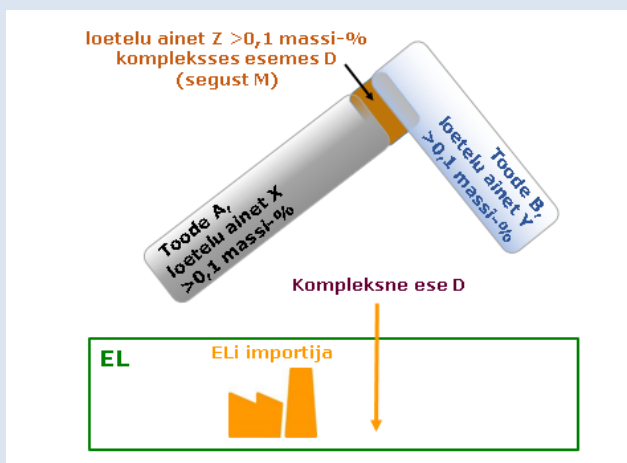 loetelu ainet Z >0,1 massi-%
kompleksses esemes D
(segust M)
Toode A,
loetelu ainet X
>0,1 massi-%
Toode B,
loetelu ainet Y
>0,1 massi-%
Kompleksne ese D
EL
ELi importija